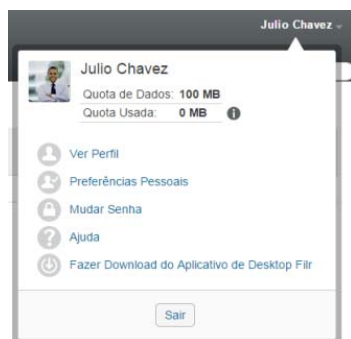 Julio Chavez
Julio Chavez
Quota de Dados: 100 MB
Quota Usada: 0 MB
Ver Perfil
Preferências Pessoais
Mudar Senha
Ajuda
Fazer Download do Aplicativo de Desktop Filr
Sair